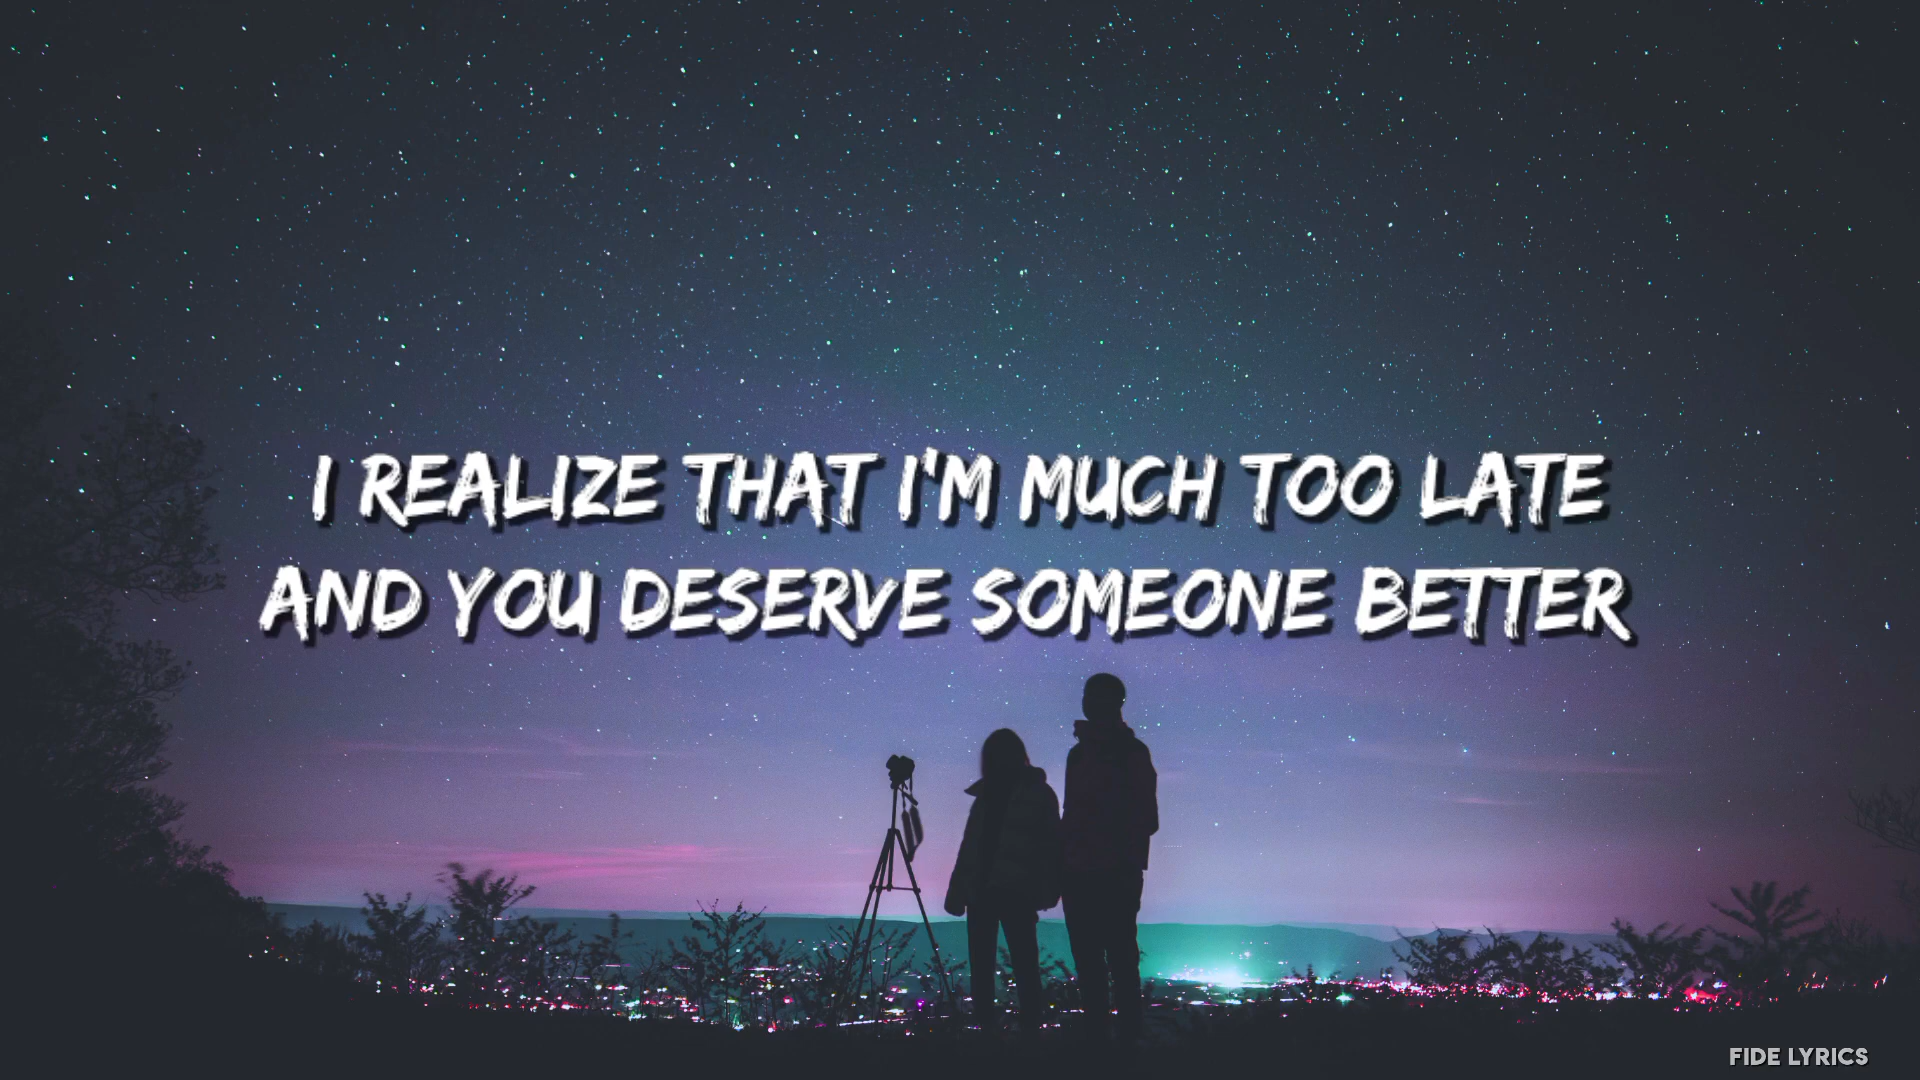 I REALIZE THAT I'M MUCH TOO LATE
AND YOU DESERVE SOMEONE BETTER
FIDE LYRICS